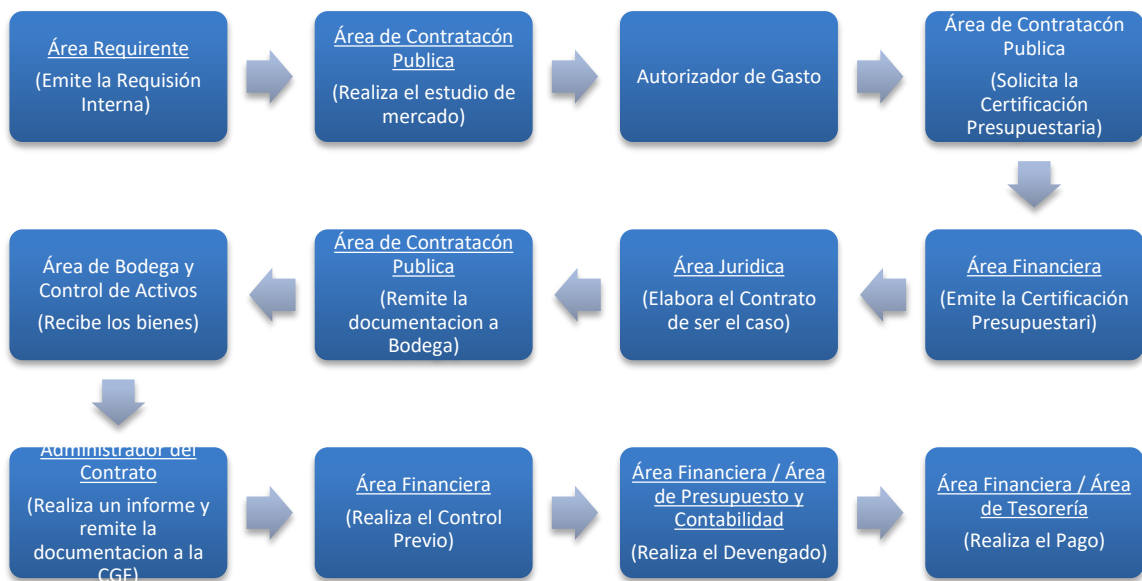 Área Requirente
(Emite la Requisión
Interna)
Área de Contratacón
Publica
(Realiza el estudio de
mercado)
Autorizador de Gasto
Área de Contratacón
Publica
(Solicita la
Certificación
Presupuestaria)
Área Financiera
(Emite la Certificación
Presupuestari)
Área Juridica
(Elabora el Contrato
de ser el caso)
Área de Contratacón
Publica
(Remite la
documentacion a
Bodega)
Área de Bodega y
Control de Activos
(Recibe los bienes)
Administrador del
Contrato
(Realiza un informe y
remite la
documentacion a la
CGF)
Área Financiera
(Realiza el Control
Previo)
Área Financiera / Área
de Presupuesto y
Contabilidad
(Realiza el Devengado)
Área Financiera / Área
de Tesorería
(Realiza el Pago)